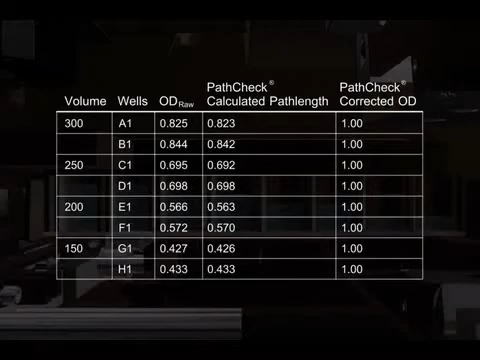 PathCheck® PathCheck®
Volume Wells OD Raw Calculated Pathlength Corrected OD
300 A1 0.825 0.823 1.00
B1 0.844 0.842 1.00
250 C1 0.695 0.692 1.00
D1 0.698 0.698 1.00
200 E1 0.566 0.563 1.00
F1 0.572 0.570 1.00
150 G1 0.427 0.426 1.00
H1 0.433 0.433 1.00